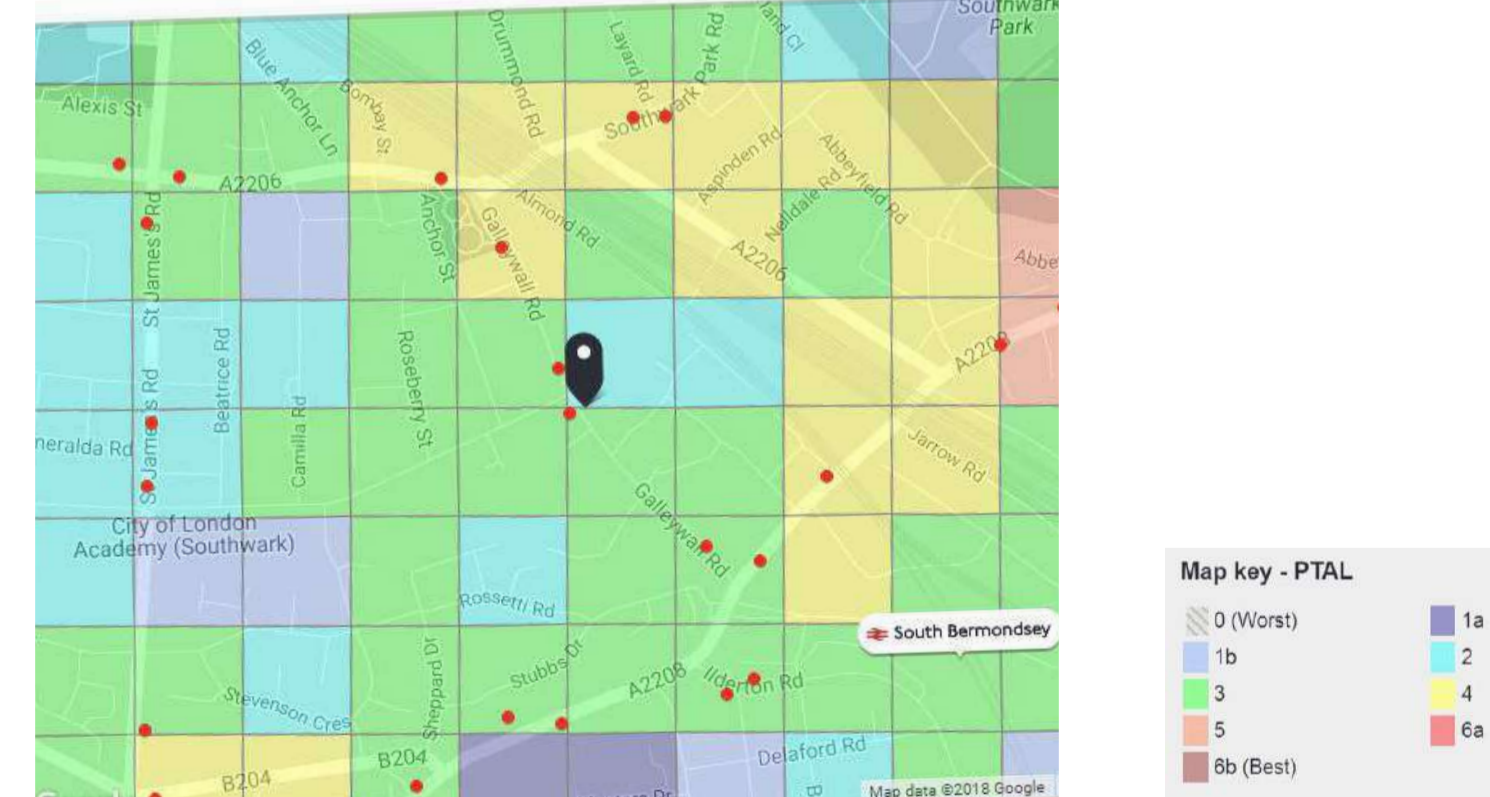 Southwark
Park
Drummond Rd
Layard Rd
Southwark Park Rd
land Cl
Blue Anchor Ln
Bombay St
Alexis St
A2206
Aspinden Rd
Abbeyfield Rd
Nelldale Rd
St James's Rd
Anchor St
Galleywall Rd
Almond Rd
A2206
Abbe
Beatrice Rd
Roseberry St
A2208
St James's Rd
Camilla Rd
neralda Rd
Jarrow Rd
City of London
Academy (Southwark)
Galleywall Rd
Rossetti Rd
South Bermondsey
Sheppard Dr
Stubbs Dr
A2208
Ilderton Rd
Stevenson Cres
B204
B204
Delaford Rd
Map data ©2018 Google
Map key - PTAL
0 (Worst)
1a
1b
2
3
4
5
6a
6b (Best)